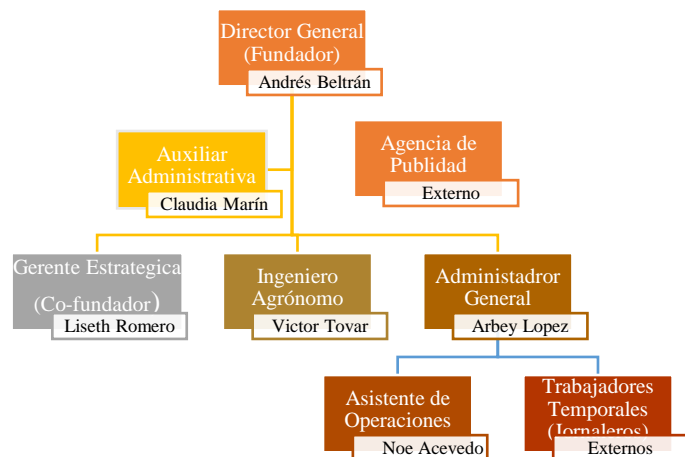 Director General
(Fundador)
Andrés Beltrán
Auxiliar
Administrativa
Claudia Marín
Agencia de
Publidad
Externo
Gerente Estrategica
(Co-fundador)
Liseth Romero
Ingeniero
Agrónomo
Victor Tovar
Administadror
General
Arbey Lopez
Asistente de
Operaciones
Noe Acevedo
Trabajadores
Temporales
(Jornaleros)
Externos